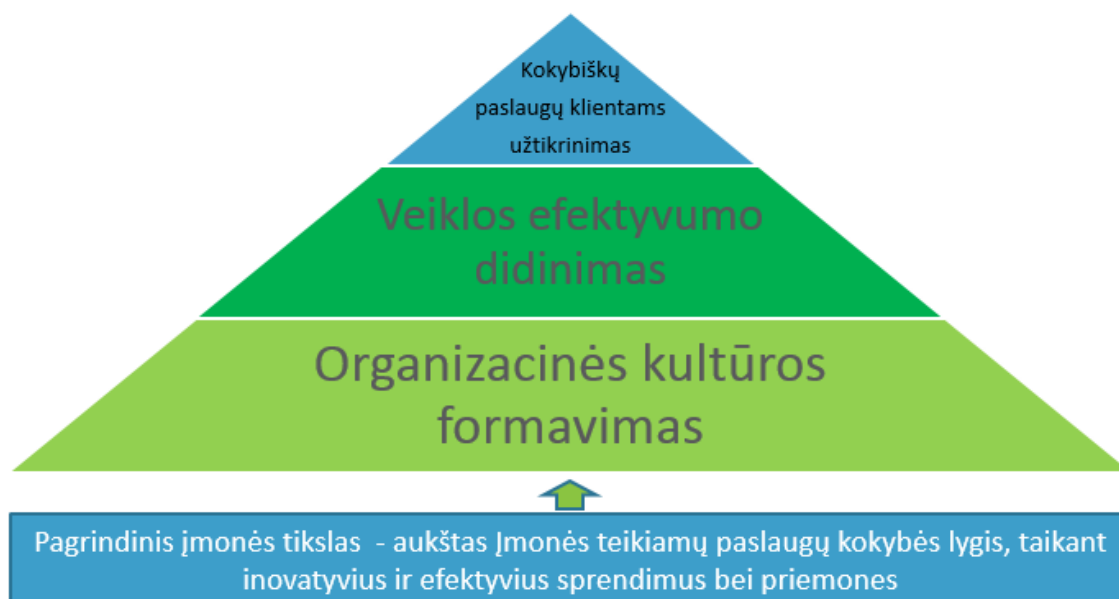 Kokybiškų
paslaugų klientams
užtikrinimas
Veiklos efektyvumo
didinimas
Organizacinės kultūros
formavimas
Pagrindinis įmonės tikslas - aukštas Įmonės teikiamų paslaugų kokybės lygis, taikant
inovatyvius ir efektyvius sprendimus bei priemones